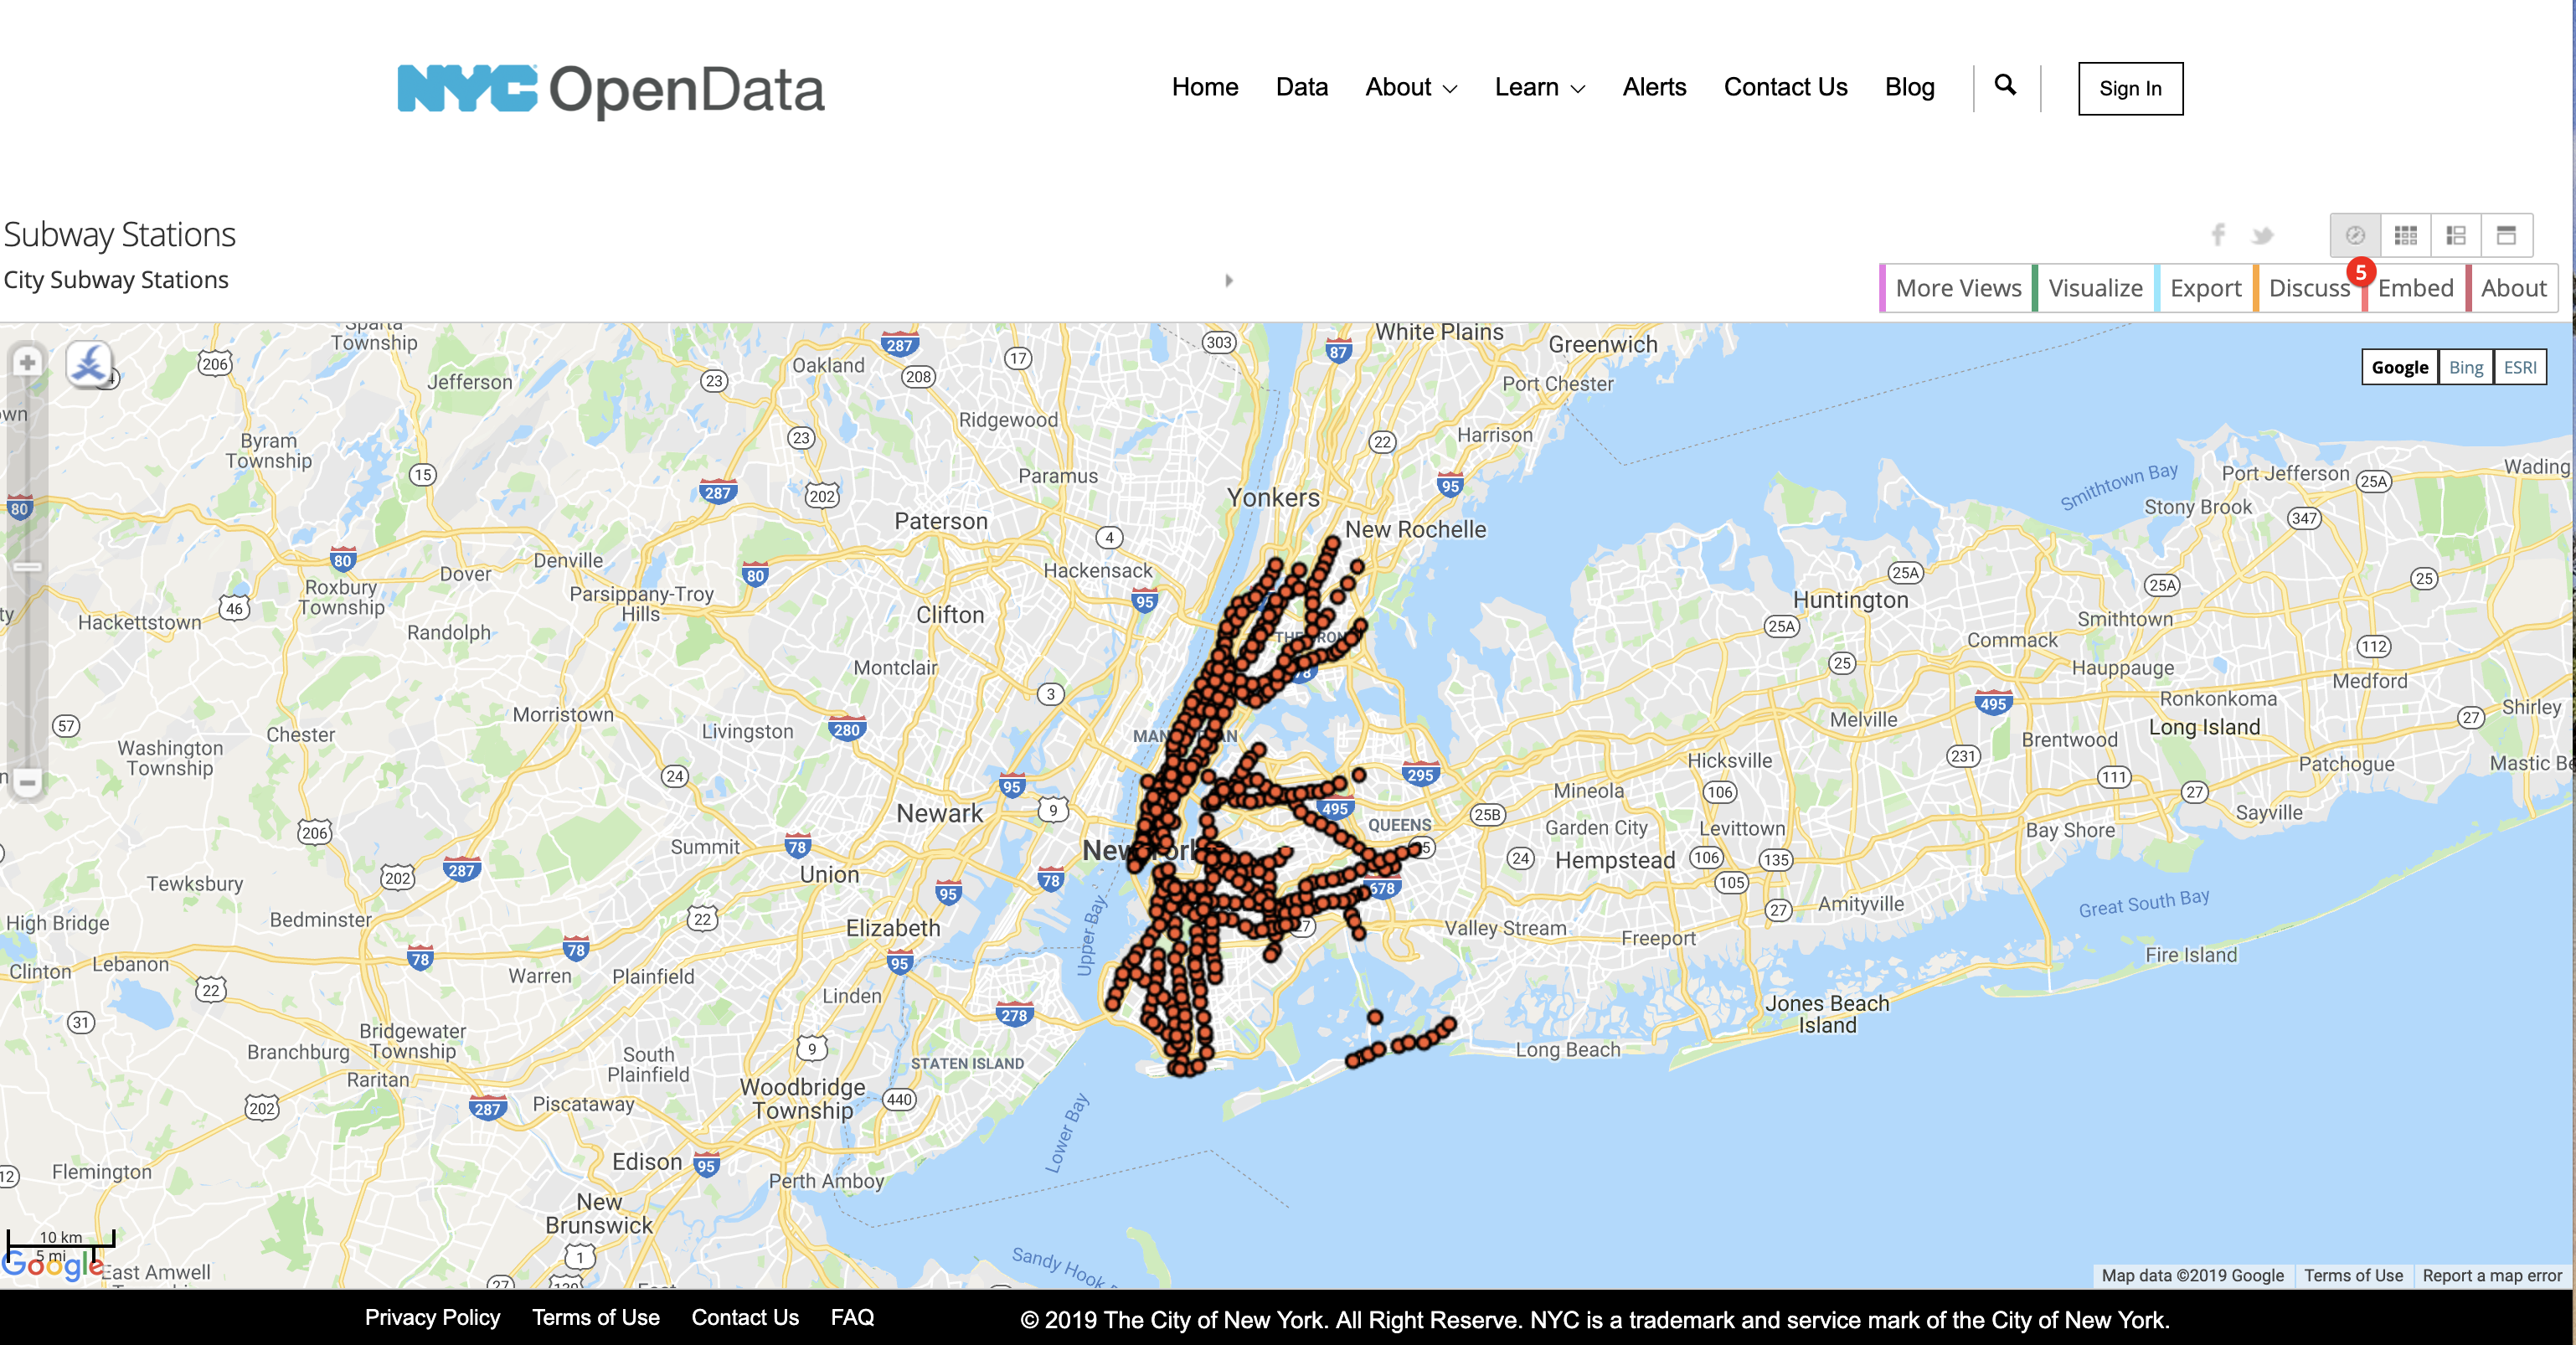 NYC OpenData
Home Data About Learn Alerts Contact Us Blog Sign In
Subway Stations
City Subway Stations
5
More Views Visualize Export Discuss Embed About
Google Bing ESRI
Sparta
Township
206
Jefferson
23
Oakland
287
208
17
303
87
White Plains
Greenwich
Port Chester
Ridgewood
Byram
Township
15
23
22
Harrison
Paramus
287
202
95
Yonkers
Smithtown Bay
Port Jefferson
25A
Wading
Stony Brook
347
80
Paterson
New Rochelle
4
80
Denville
Dover
Roxbury
Township
80
Parsippany-Troy
Hills
Hackensack
95
25A
25
25A
46
Hackettstown
Randolph
Clifton
Huntington
25A
Smithtown
Commack
112
Montclair
25
Hauppauge
Medford
3
Ronkonkoma
495
57
Morristown
Livingston
280
Chester
Melville
Long Island
27
Shirley
Washington
Township
231
Brentwood
24
Hicksville
Patchogue
95
295
111
Mineola
106
27
Newark
9
495
25B
Sayville
206
Garden City
Levittown
QUEENS
Bay Shore
Summit
78
287
202
Union
78
24
Hempstead
106
135
Tewksbury
95
678
105
High Bridge
Bedminster
22
Elizabeth
27
Amityville
Great South Bay
Upper Bay
Valley Stream
Freeport
78
78
Clinton
Lebanon
95
Fire Island
22
Warren
Plainfield
Linden
31
278
Jones Beach
Island
Bridgewater
Township
Branchburg
South
Plainfield
9
STATEN ISLAND
Long Beach
Raritan
Woodbridge
Township
440
202
287
Piscataway
Lower Bay
Flemington
Edison
95
Perth Amboy
New
Brunswick
1
10 km
5 mi
Google
East Amwell
27
Sandy Hook
Map data ©2019 Google Terms of Use Report a map error
Privacy Policy Terms of Use Contact Us FAQ © 2019 The City of New York. All Right Reserve. NYC is a trademark and service mark of the City of New York.